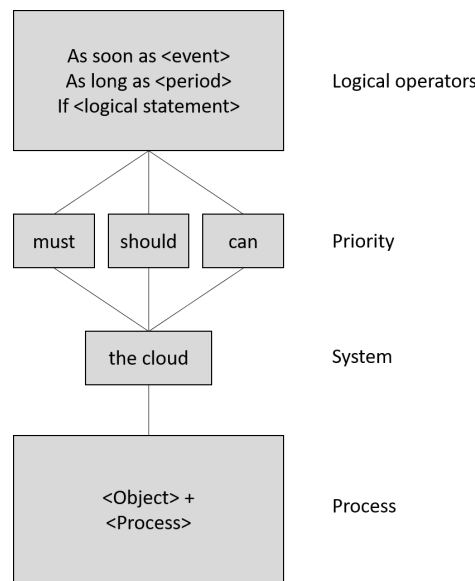 As soon as <event>
As long as <period>
If <logical statement>
Logical operators
must should can
Priority
the cloud
System
<Object> +
<Process>
Process